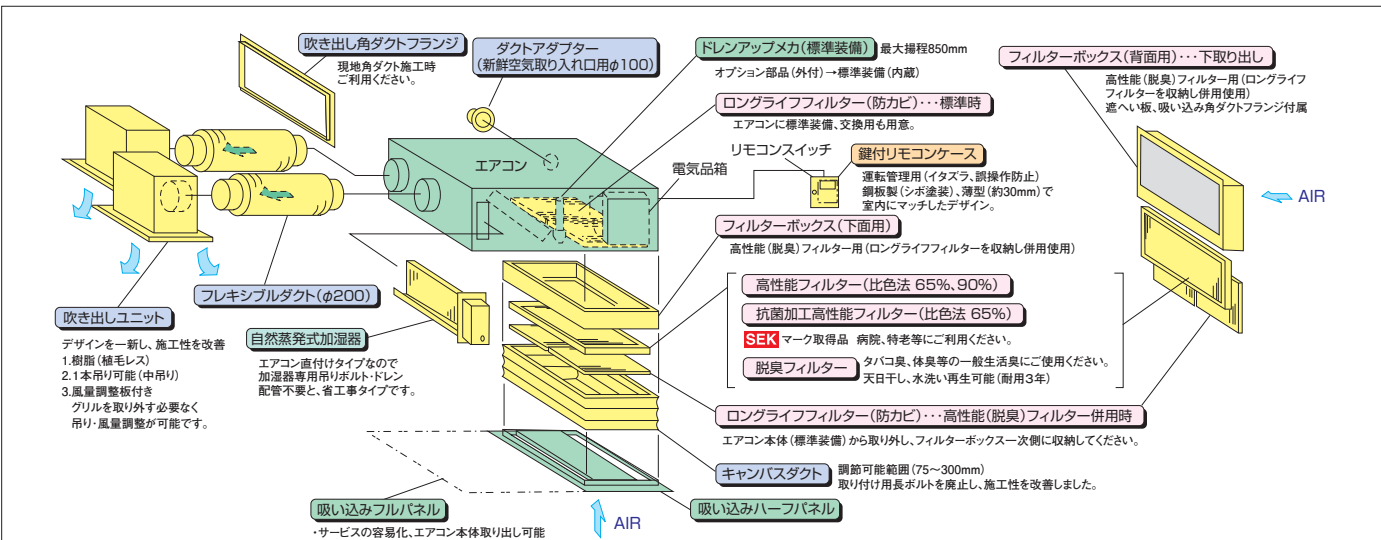 吹き出し角ダクトフランジ
現地角ダクト施工時
ご利用ください。
ダクトアダプター
(新鮮空気取り入れ口用φ100)
ドレンアップメカ(標準装備) 最大揚程850mm
オプション部品(外付)→標準装備(内蔵)
ロングライフフィルター(防カビ)･･･標準時
エアコンに標準装備、交換用も用意。
フィルターボックス(背面用)･･･下取り出し
高性能(脱臭)フィルター用(ロングライフ
フィルターを収納し併用使用)
遮へい板、吸い込み角ダクトフランジ付属
エアコン
電気品箱
リモコンスイッチ
鍵付リモコンケース
運転管理用(イタズラ、誤操作防止)
鋼板製(シボ塗装)、薄型(約30mm)で
室内にマッチしたデザイン。
AIR
フィルターボックス(下面用)
高性能(脱臭)フィルター用(ロングライフフィルターを収納し併用使用)
高性能フィルター(比色法 65%、90%)
抗菌加工高性能フィルター(比色法 65%)
SEK マーク取得品 病院、特老等にご利用ください。
脱臭フィルター タバコ臭、体臭等の一般生活臭にご使用ください。
天日干し、水洗い再生可能(耐用3年)
フレキシブルダクト(φ200)
吹き出しユニット
デザインを一新し、施工性を改善
1.樹脂(植毛レス)
2.1本吊り可能(中吊り)
3.風量調整板付き
グリルを取り外す必要なく
吊り・風量調整が可能です。
自然蒸発式加湿器
エアコン直付けタイプなので
加湿器専用吊りボルト・ドレン
配管不要と、省工事タイプです。
ロングライフフィルター(防カビ)･･･高性能(脱臭)フィルター併用時
エアコン本体(標準装備)から取り外し、フィルターボックス一次側に収納してください。
キャンバスダクト 調節可能範囲(75〜300mm)
取り付け用長ボルトを廃止し、施工性を改善しました。
吸い込みフルパネル
・サービスの容易化、エアコン本体取り出し可能
AIR
吸い込みハーフパネル